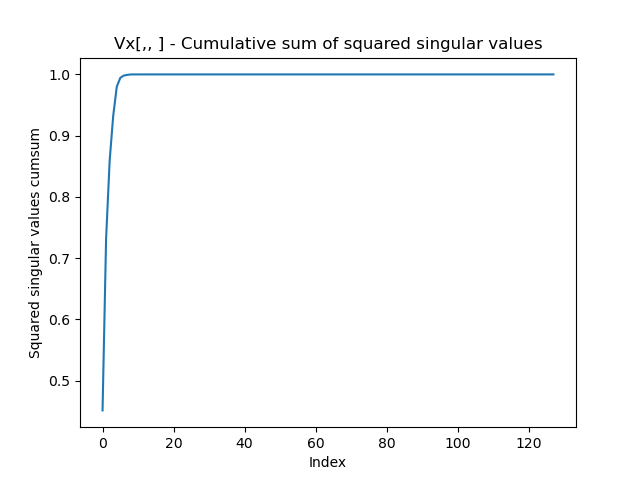 Vx[,, ] - Cumulative sum of squared singular values
1.0
0.9
0.8
0.7
0.6
0.5
Squared singular values cumsum
0 20 40 60 80 100 120
Index